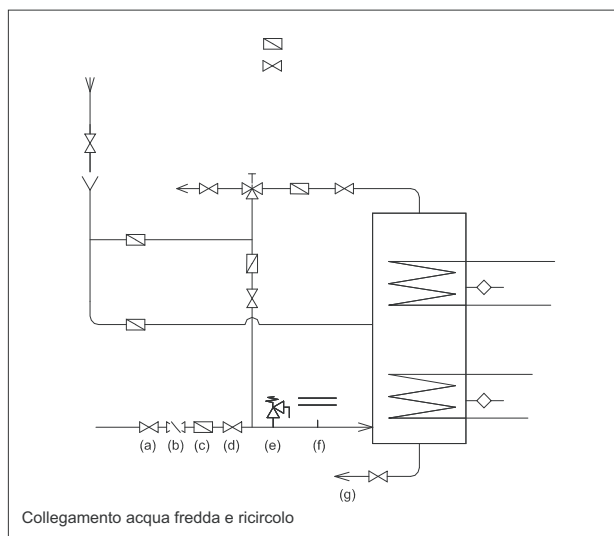 (a) (b) (c) (d) (e) (f)
(g)
Collegamento acqua fredda e ricircolo